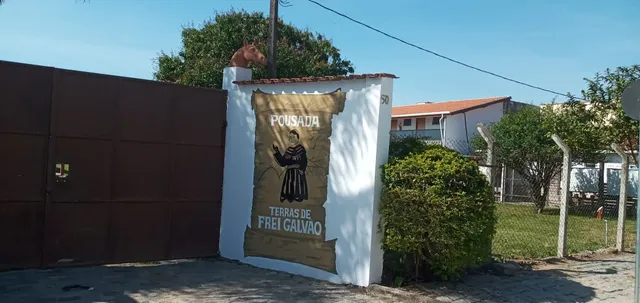 POUSADA
TERRAS DE
FREI GALVÃO
50